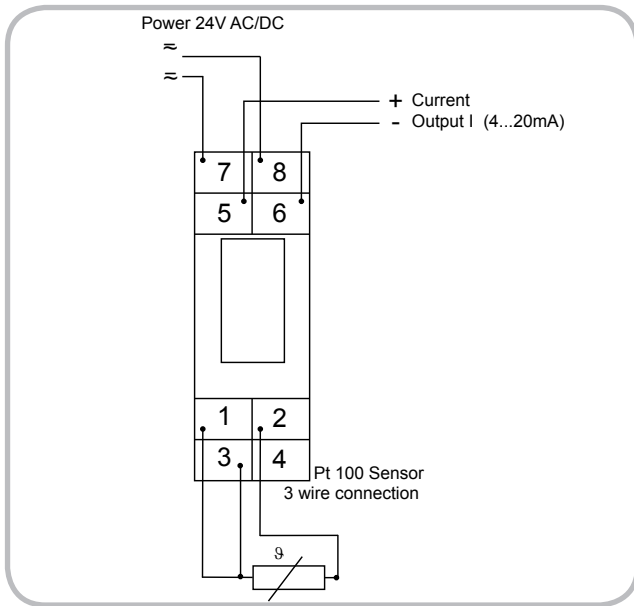 Power 24V AC/DC
≂
≂
+ Current
- Output I (4...20mA)
7 8
5 6
1 2
3 4
Pt 100 Sensor
3 wire connection
ϑ